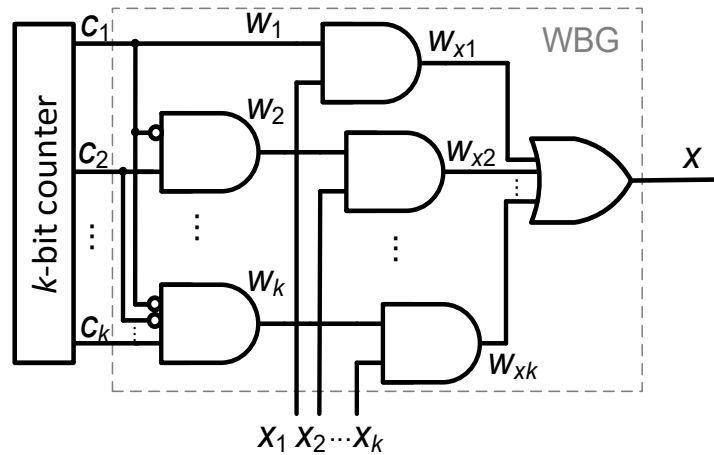 c1 w1 wx1 WBG
w2
c2 wx2 x
k-bit counter
wk
ck
wxk
x1 x2...xk